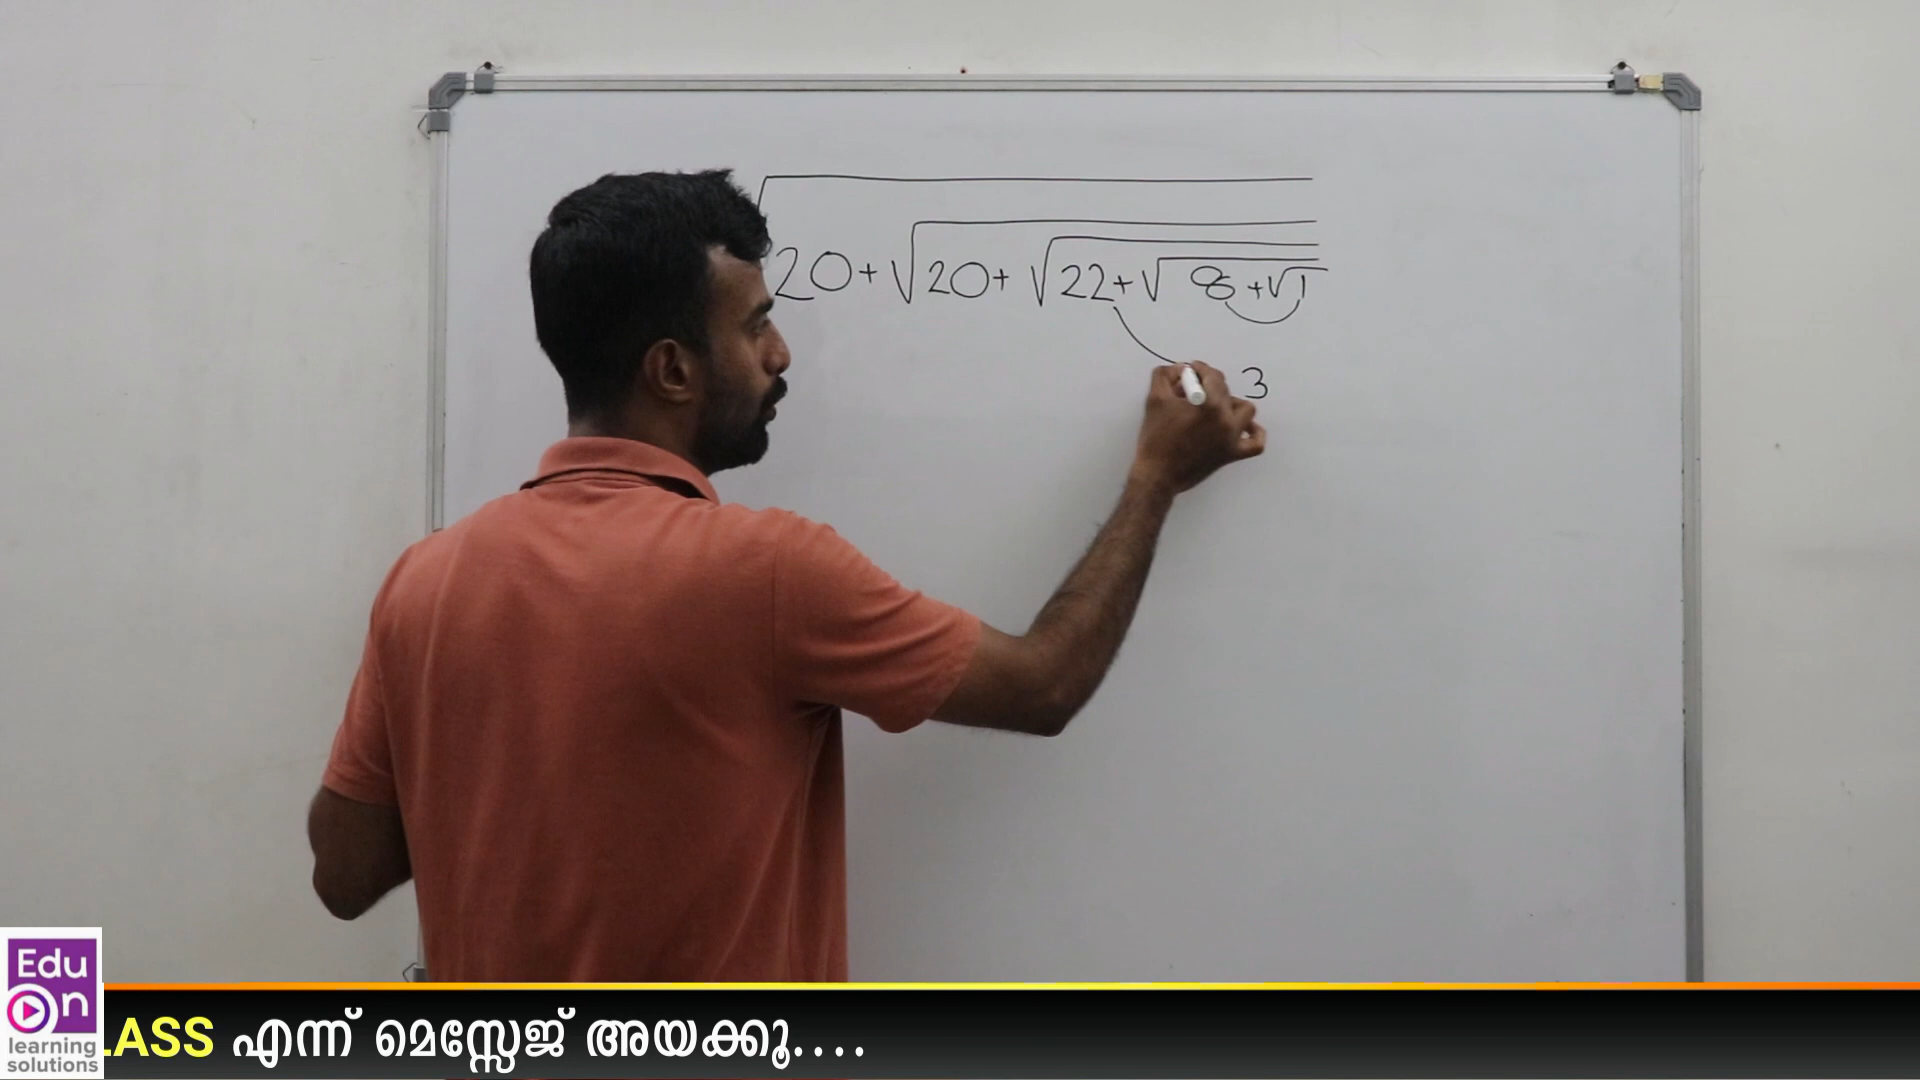 20+√20+√22+√8+√1
3
Edu
On
learning
solutions
LASS എന്ന് മെസ്സേജ് അയക്കൂ....